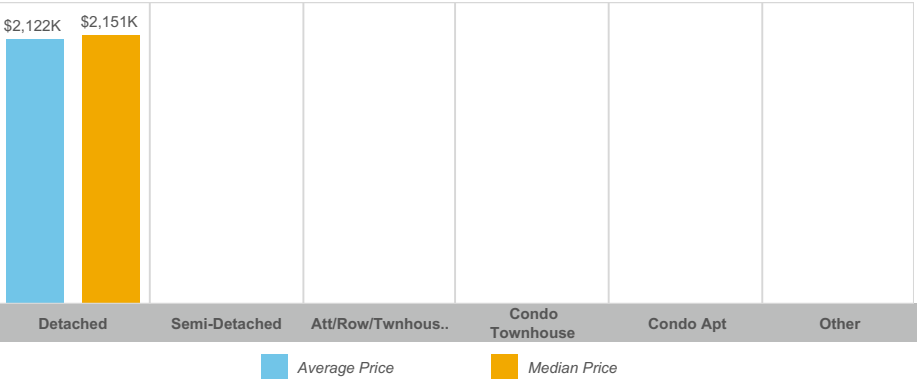 $2,122K
$2,151K
Detached
Semi-Detached
Att/Row/Twnhous..
Condo
Townhouse
Condo Apt
Other
Average Price
Median Price